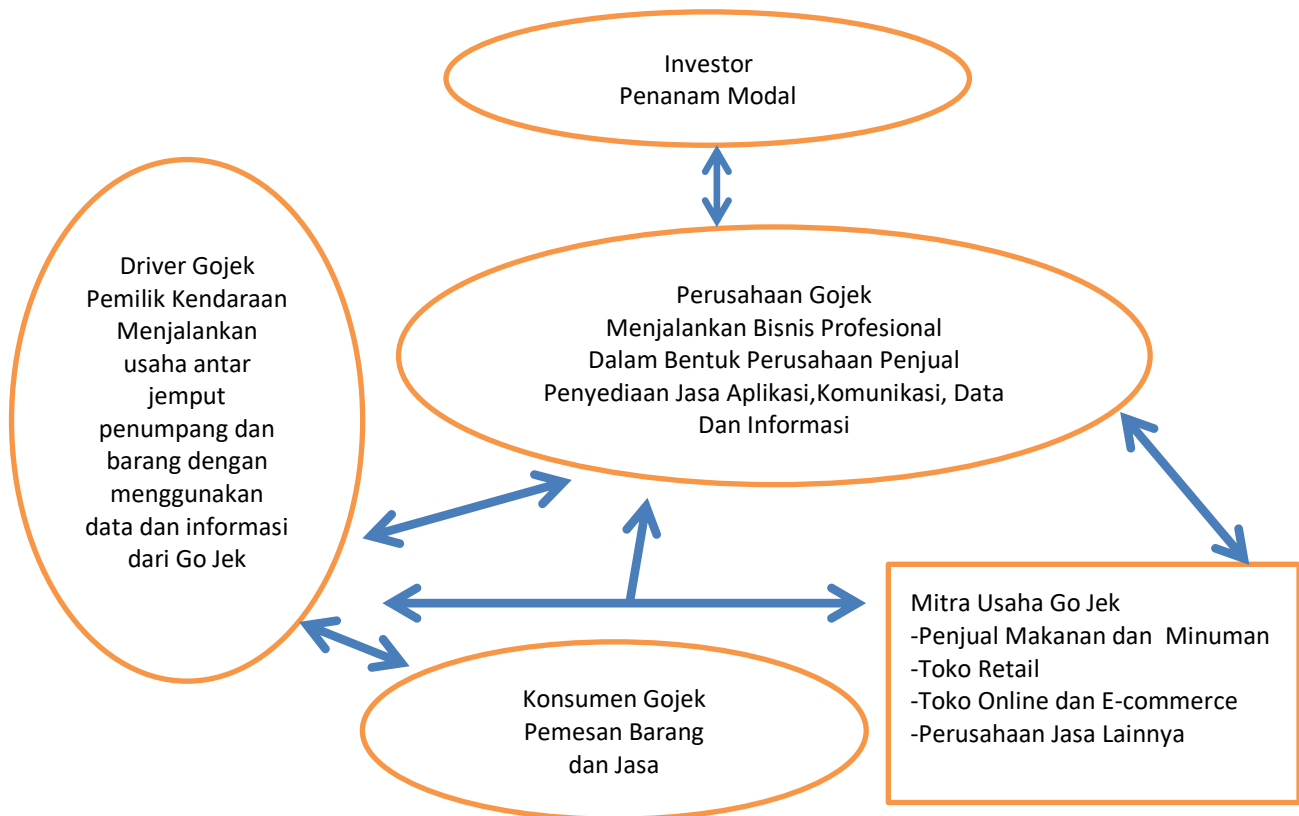 Investor
Penanam Modal
Driver Gojek
Pemilik Kendaraan
Menjalankan
usaha antar
jemput
penumpang dan
barang dengan
menggunakan
data dan informasi
dari Go Jek
Perusahaan Gojek
Menjalankan Bisnis Profesional
Dalam Bentuk Perusahaan Penjual
Penyediaan Jasa Aplikasi,Komunikasi, Data
Dan Informasi
Mitra Usaha Go Jek
-Penjual Makanan dan Minuman
-Toko Retail
-Toko Online dan E-commerce
-Perusahaan Jasa Lainnya
Konsumen Gojek
Pemesan Barang
dan Jasa